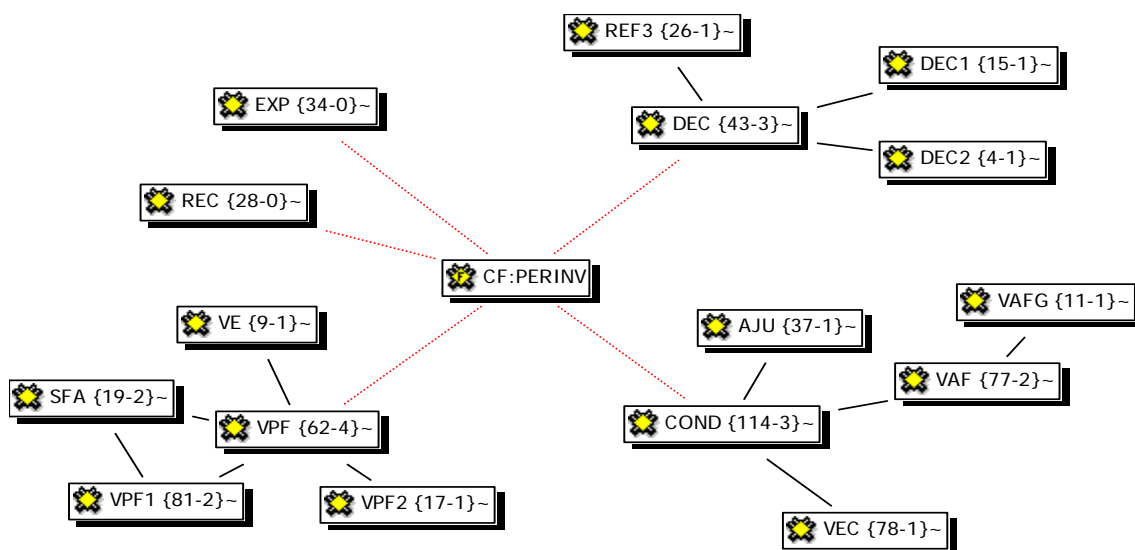 REF3 {26-1}~
DEC1 {15-1}~
EXP {34-0}~
DEC {43-3}~
DEC2 {4-1}~
REC {28-0}~
F CF:PERINV
VAFG {11-1}~
VE {9-1}~
AJU {37-1}~
VAF {77-2}~
SFA {19-2}~
VPF {62-4}~
COND {114-3}~
VPF1 {81-2}~
VPF2 {17-1}~
VEC {78-1}~